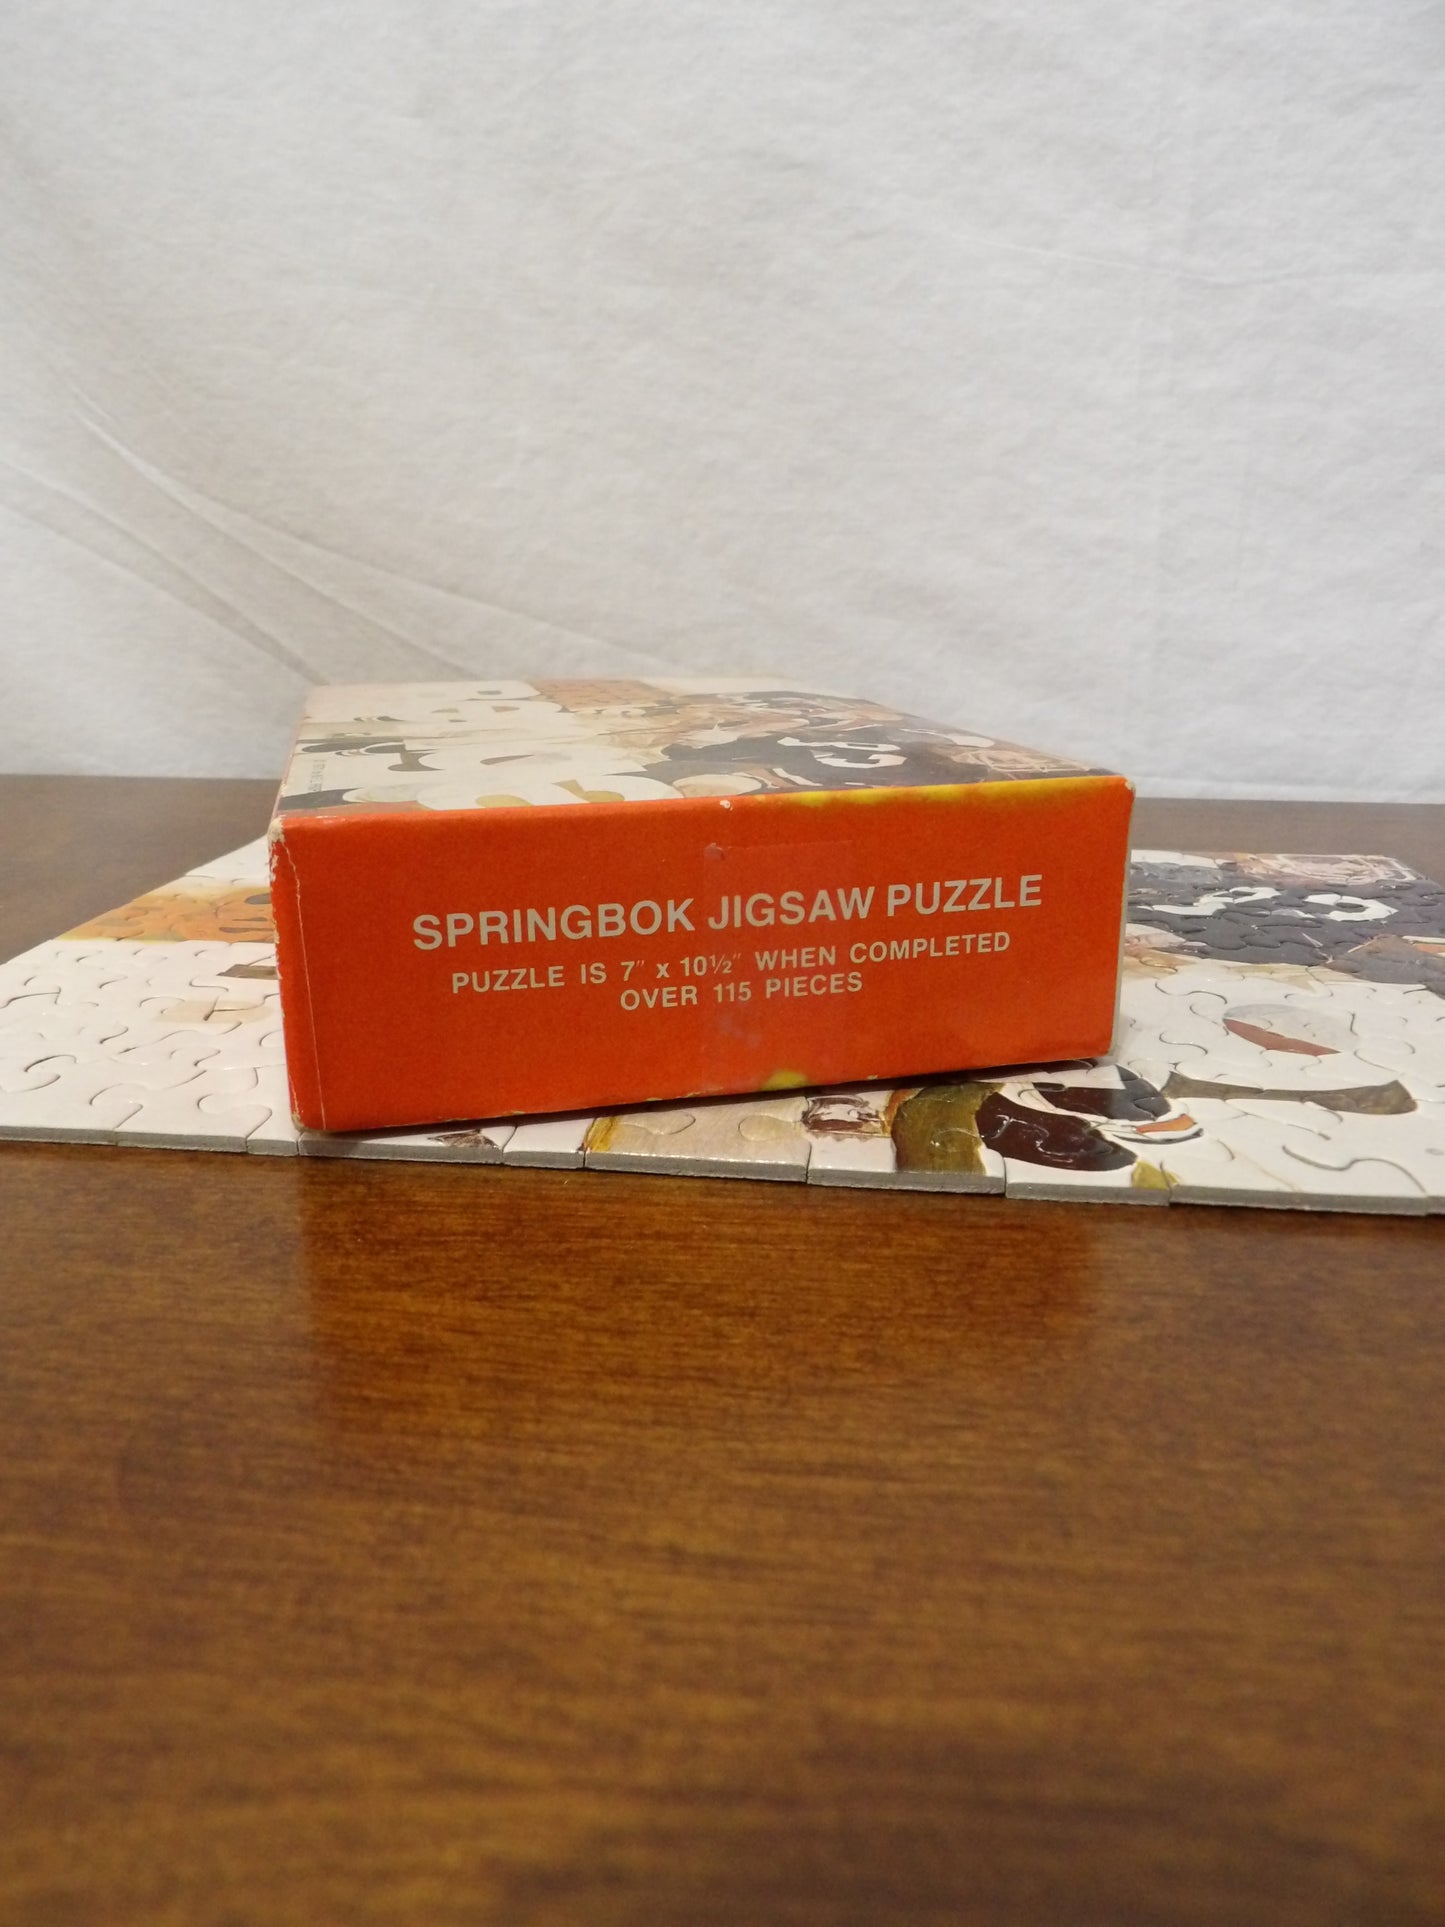 SPRINGBOK JIGSAW PUZZLE
PUZZLE IS 7" x 10½" WHEN COMPLETED
OVER 115 PIECES